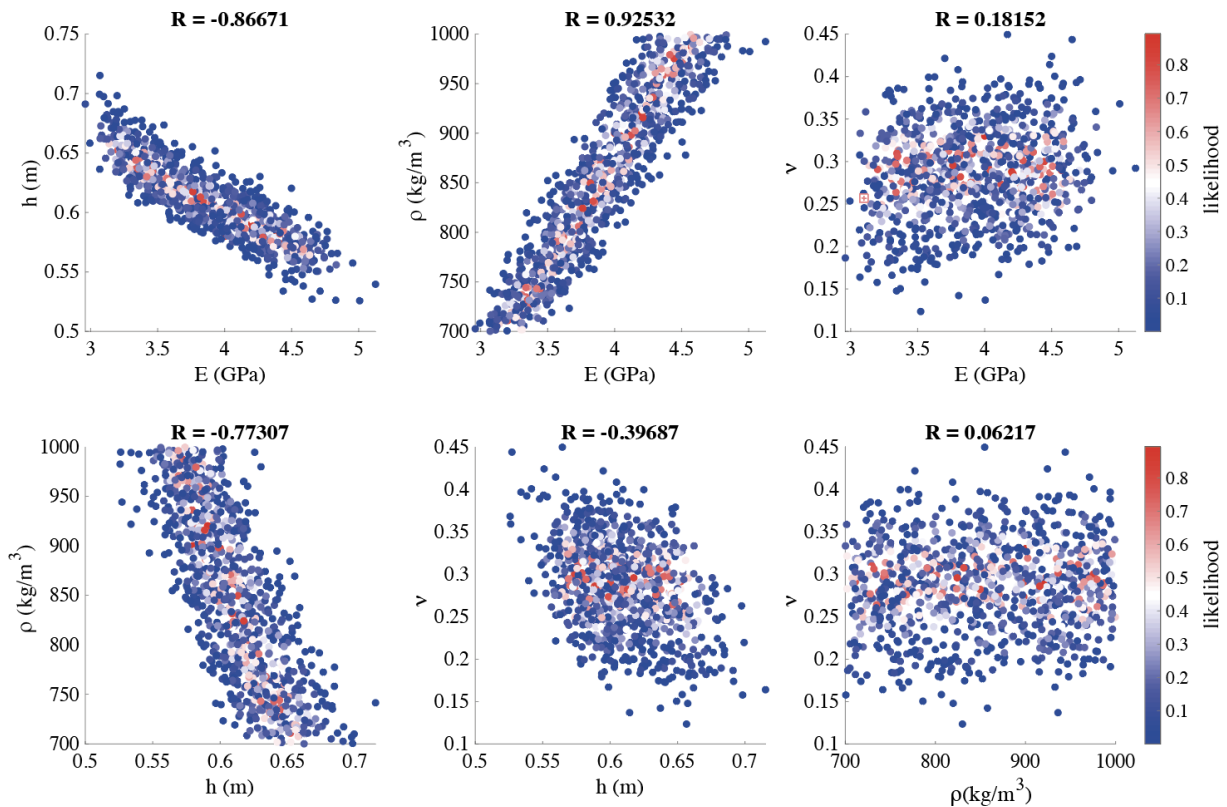 R = -0.86671
R = 0.92532
R = 0.18152
0.75
0.7
0.65
0.6
0.55
0.5
h (m)
3 3.5 4 4.5 5
E (GPa)
1000
950
900
850
800
750
700
ρ (kg/m³)
3 3.5 4 4.5 5
E (GPa)
0.45
0.4
0.35
0.3
0.25
0.2
0.15
0.1
ν
3 3.5 4 4.5 5
E (GPa)
0.8
0.7
0.6
0.5
0.4
0.3
0.2
0.1
likelihood
R = -0.77307
R = -0.39687
R = 0.06217
1000
950
900
850
800
750
700
ρ (kg/m³)
0.5 0.55 0.6 0.65 0.7
h (m)
0.45
0.4
0.35
0.3
0.25
0.2
0.15
0.1
ν
0.5 0.55 0.6 0.65 0.7
h (m)
0.45
0.4
0.35
0.3
0.25
0.2
0.15
0.1
ν
700 800 900 1000
ρ(kg/m³)
0.8
0.7
0.6
0.5
0.4
0.3
0.2
0.1
likelihood